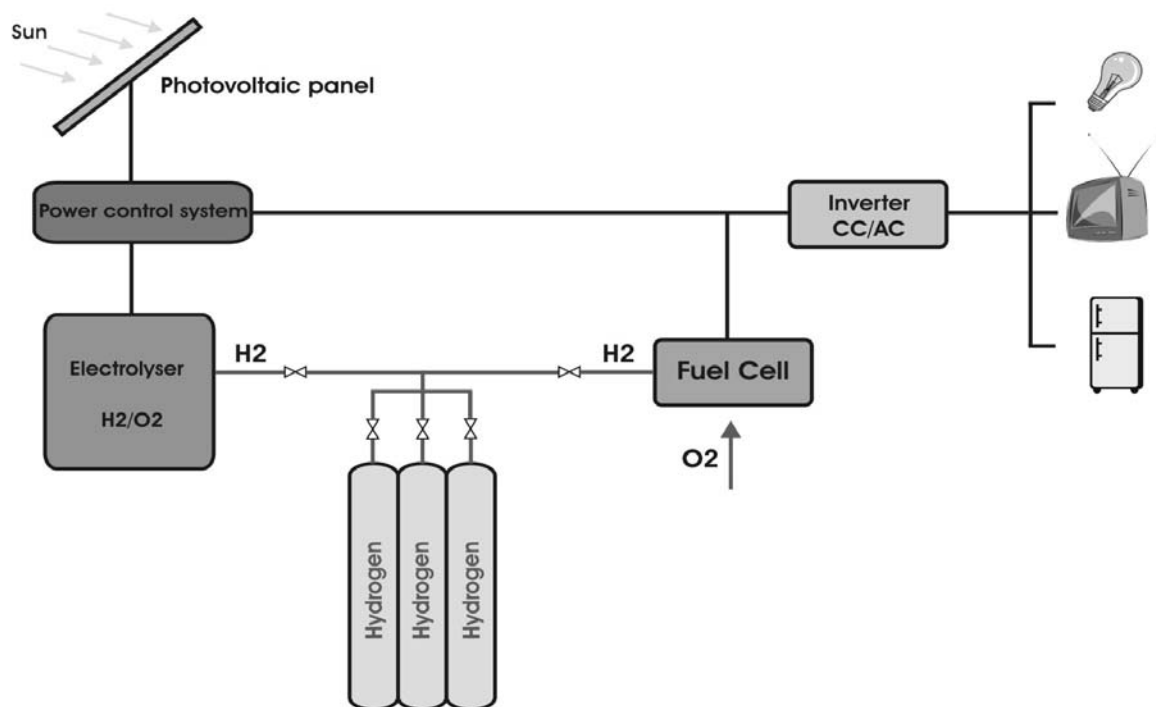 Sun
Photovoltaic panel
Power control system
Inverter
CC/AC
Electrolyser
H2/O2
H2
H2
Fuel Cell
O2
Hydrogen
Hydrogen
Hydrogen